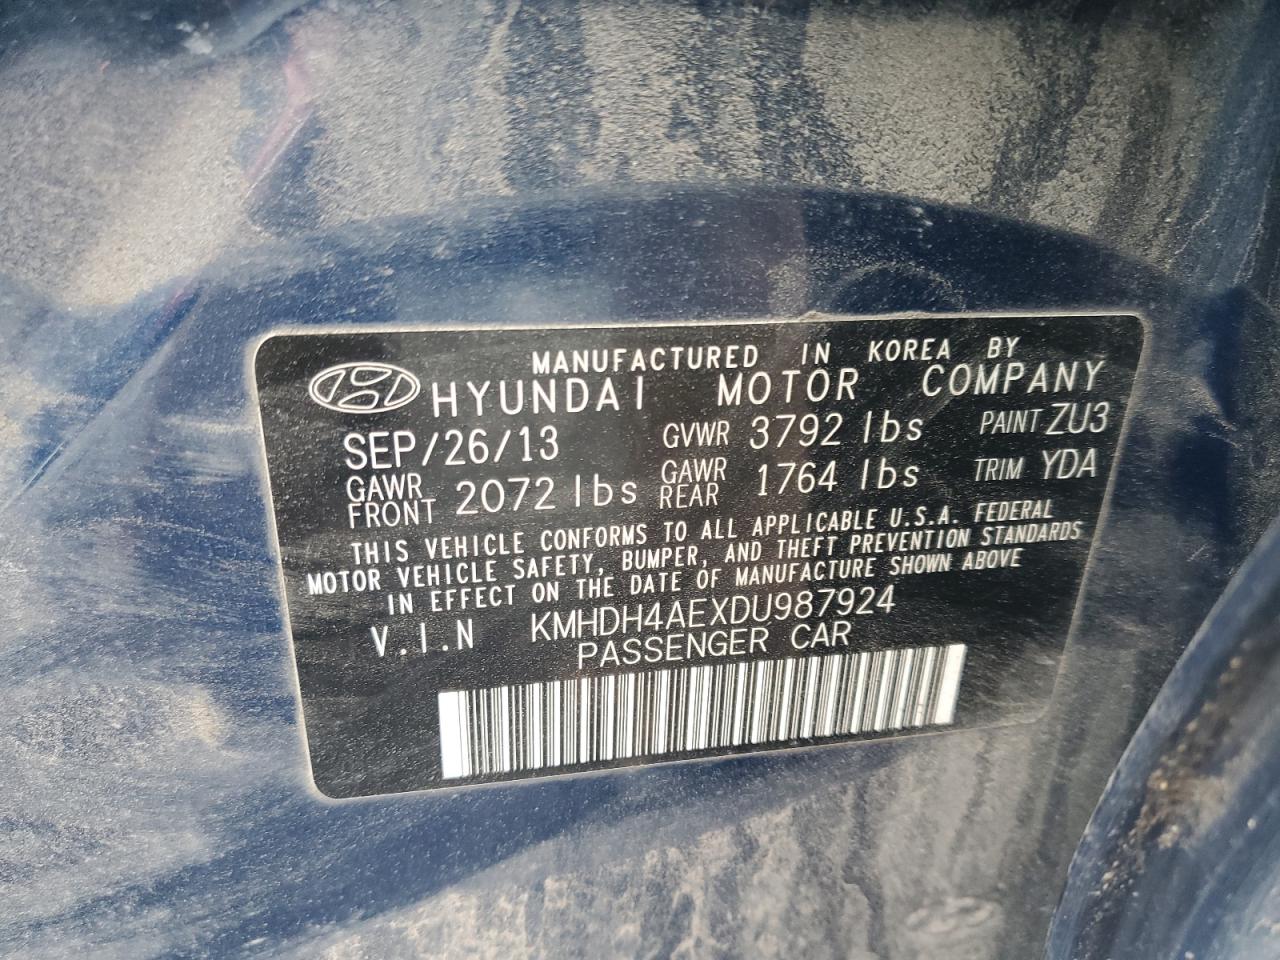 MANUFACTURED IN KOREA BY
HYUNDAI MOTOR COMPANY
SEP/26/13 GVWR 3792 lbs PAINT ZU3
GAWR FRONT 2072 lbs GAWR REAR 1764 lbs TRIM YDA
THIS VEHICLE CONFORMS TO ALL APPLICABLE U.S.A. FEDERAL
MOTOR VEHICLE SAFETY, BUMPER, AND THEFT PREVENTION STANDARDS
IN EFFECT ON THE DATE OF MANUFACTURE SHOWN ABOVE
V.I.N KMHDH4AEXDU987924
PASSENGER CAR